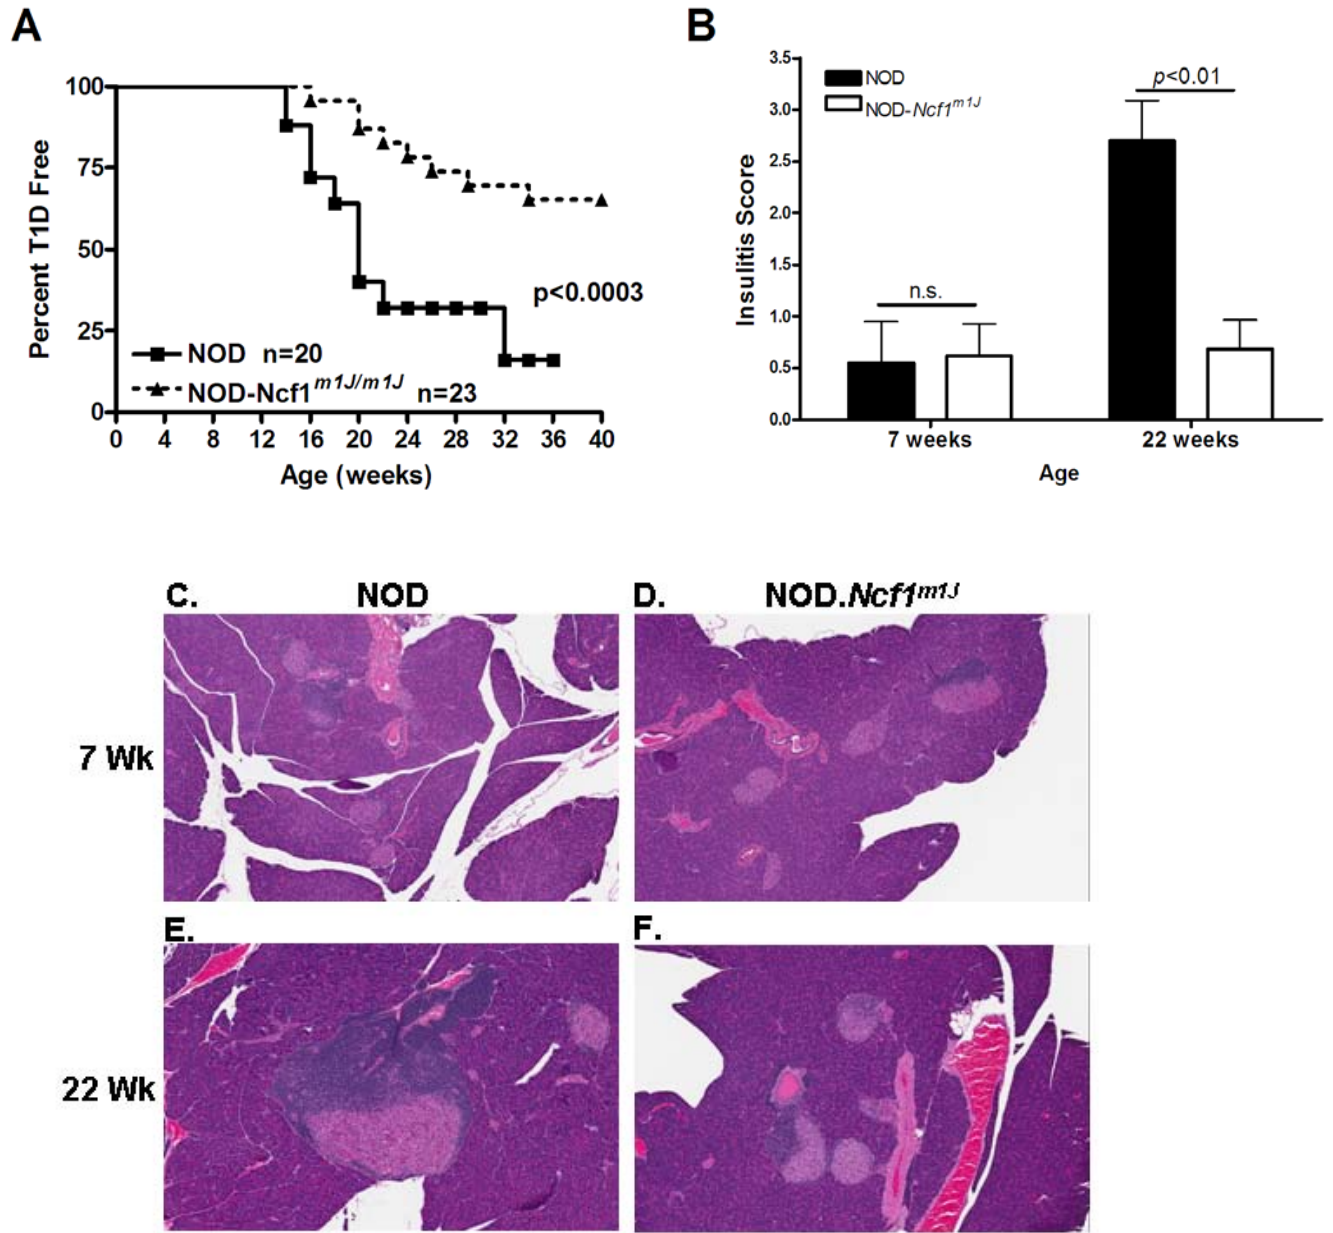 A
100
75
50
25
0
Percent T1D Free
p<0.0003
NOD n=20
NOD-Ncf1 m1J/m1J n=23
0 4 8 12 16 20 24 28 32 36 40
Age (weeks)
B
3.5
3.0
2.5
2.0
1.5
1.0
0.5
0.0
Insulitis Score
NOD
NOD-Ncf1m1J
p<0.01
n.s.
7 weeks 22 weeks
Age
C. NOD D. NOD.Ncf1m1J
7 Wk
E. F.
22 Wk